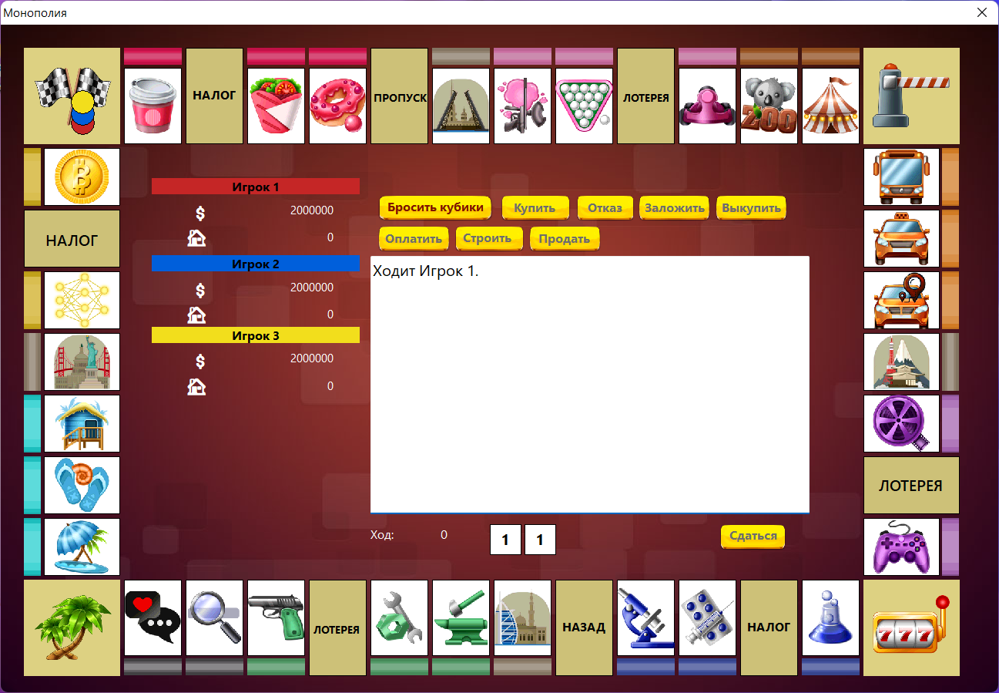 Монополия
НАЛОГ
ПРОПУСК
ЛОТЕРЕЯ
ZOO
B
НАЛОГ
Игрок 1
$ 2000000
0
Игрок 2
$ 2000000
0
Игрок 3
$ 2000000
0
Бросить кубики Купить Отказ Заложить Выкупить
Оплатить Строить Продать
Ходит Игрок 1.
Ход: 0 1 1 Сдаться
ЛОТЕРЕЯ
ЛОТЕРЕЯ
НАЗАД
НАЛОГ
777